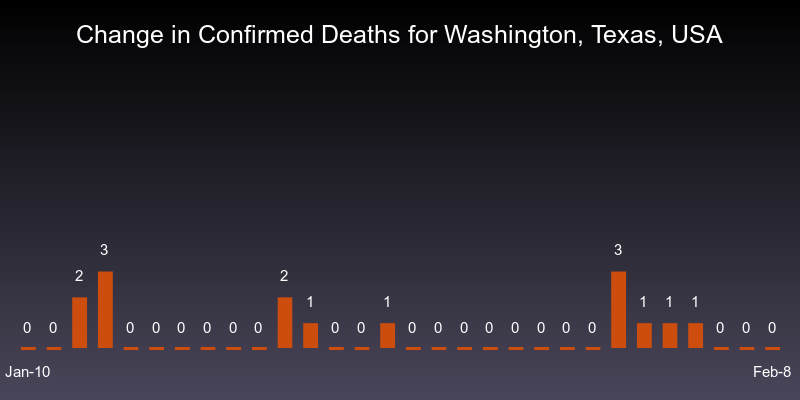 Change in Confirmed Deaths for Washington, Texas, USA
0 0 2 3 0 0 0 0 0 0 2 1 0 0 1 0 0 0 0 0 0 0 0 3 1 1 1 0 0 0
Jan-10 Feb-8